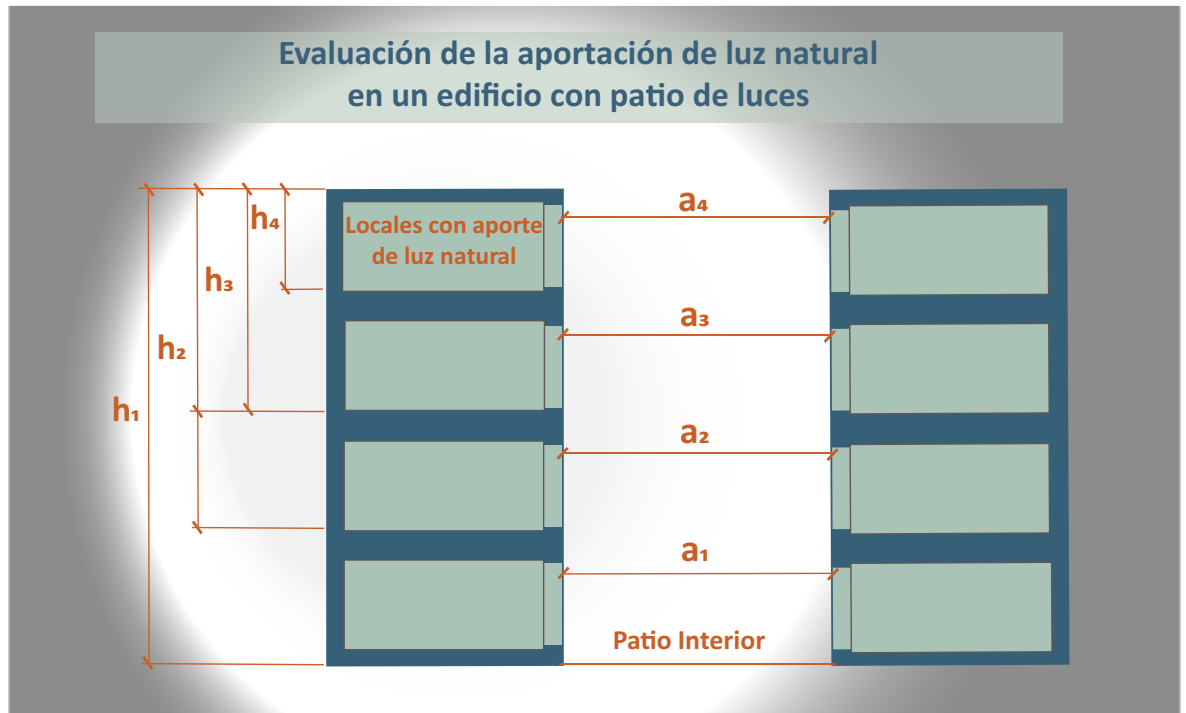 Evaluación de la aportación de luz natural
en un edificio con patio de luces
h₄
Locales con aporte
de luz natural
a₄
h₃
a₃
h₂
h₁
a₂
a₁
Patio Interior